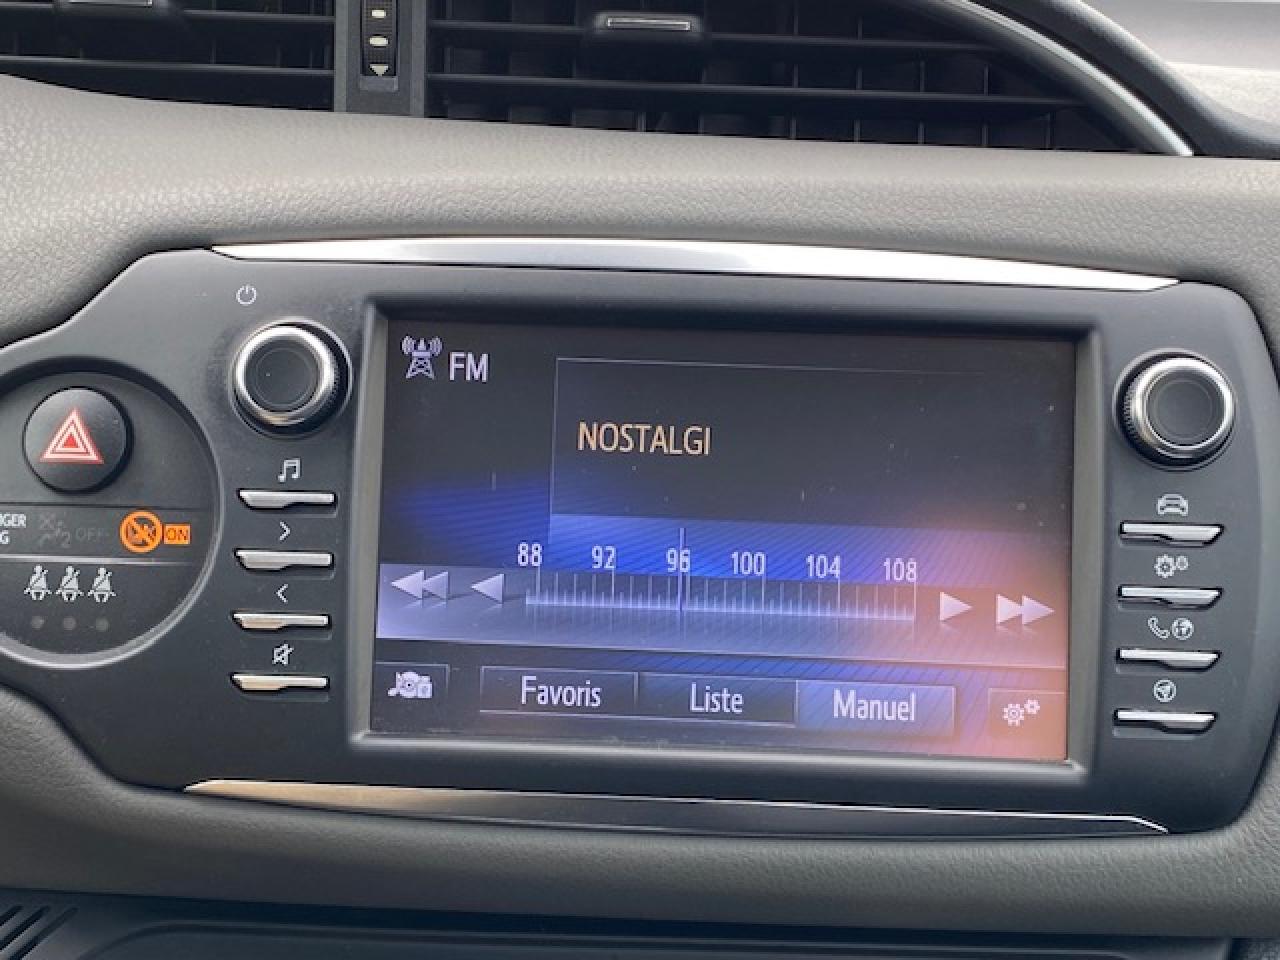 FM
NOSTALGI
88 92 96 100 104 108
OFF
ON
Favoris Liste Manuel